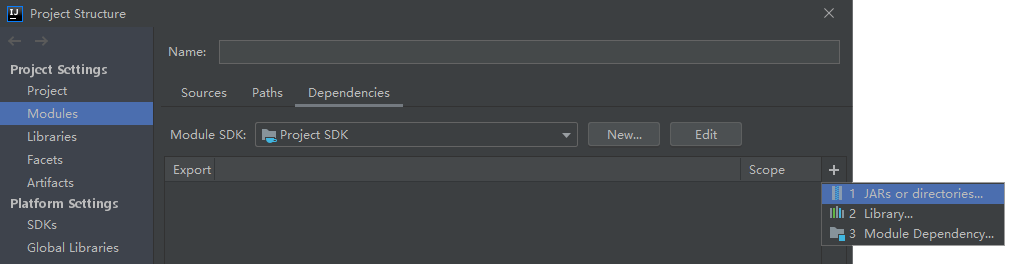 IJ Project Structure
Name:
Project Settings
Project
Modules
Libraries
Facets
Artifacts
Platform Settings
SDKs
Global Libraries
Sources Paths Dependencies
Module SDK: Project SDK New... Edit
Export Scope +
1 JARs or directories...
2 Library...
3 Module Dependency...